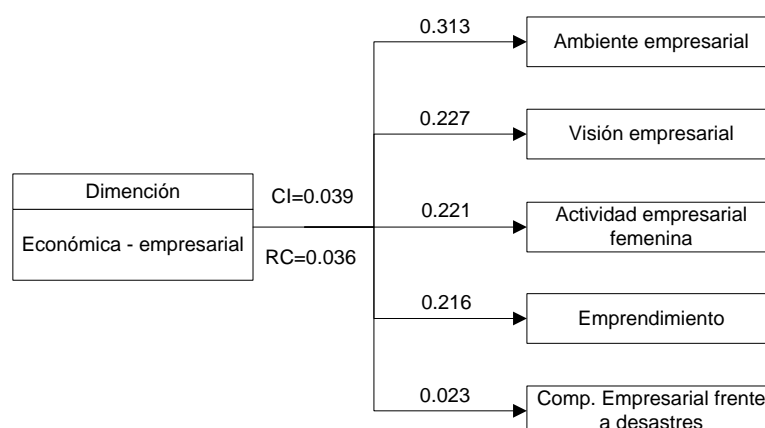 0.313
Ambiente empresarial
0.227
Visión empresarial
Dimención
Económica - empresarial
CI=0.039
RC=0.036
0.221
Actividad empresarial
femenina
0.216
Emprendimiento
0.023
Comp. Empresarial frente
a desastres